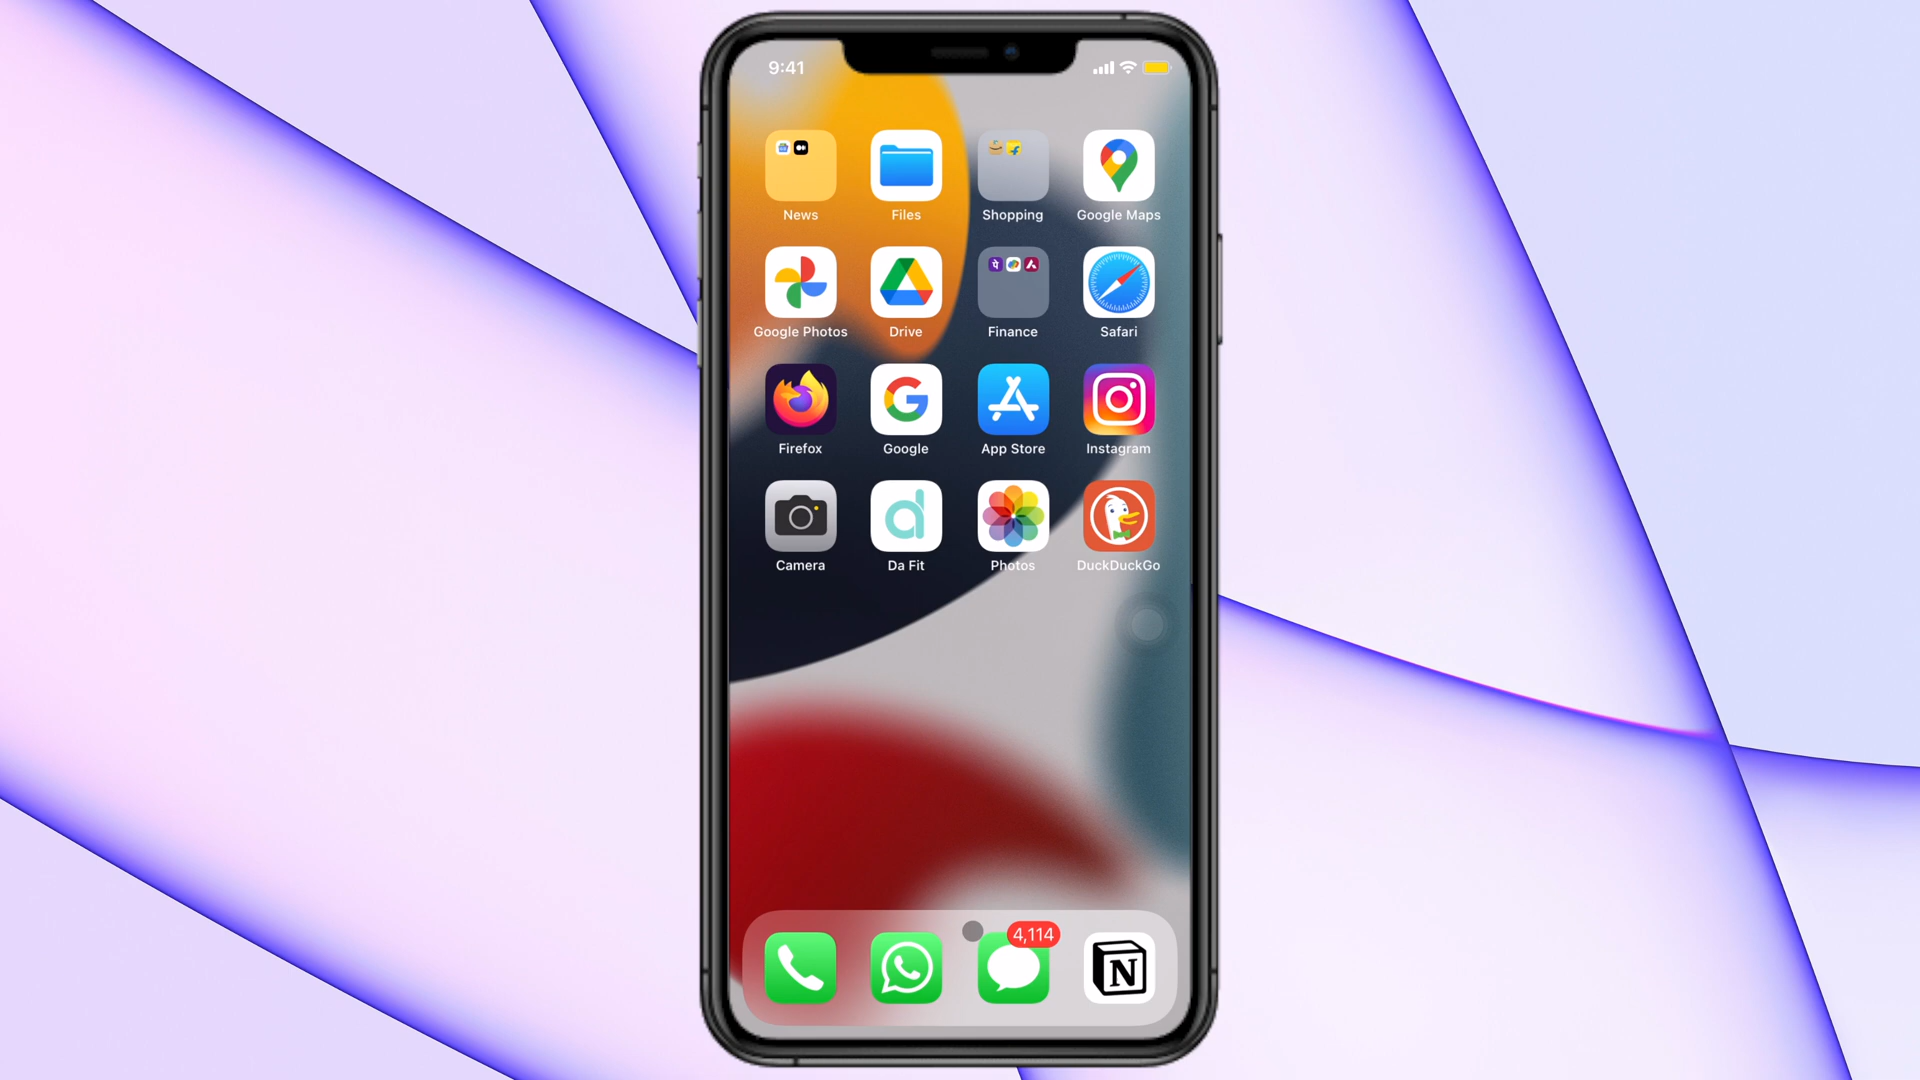 9:41
News Files Shopping Google Maps
Google Photos Drive Finance Safari
Firefox Google App Store Instagram
Camera Da Fit Photos DuckDuckGo
4,114